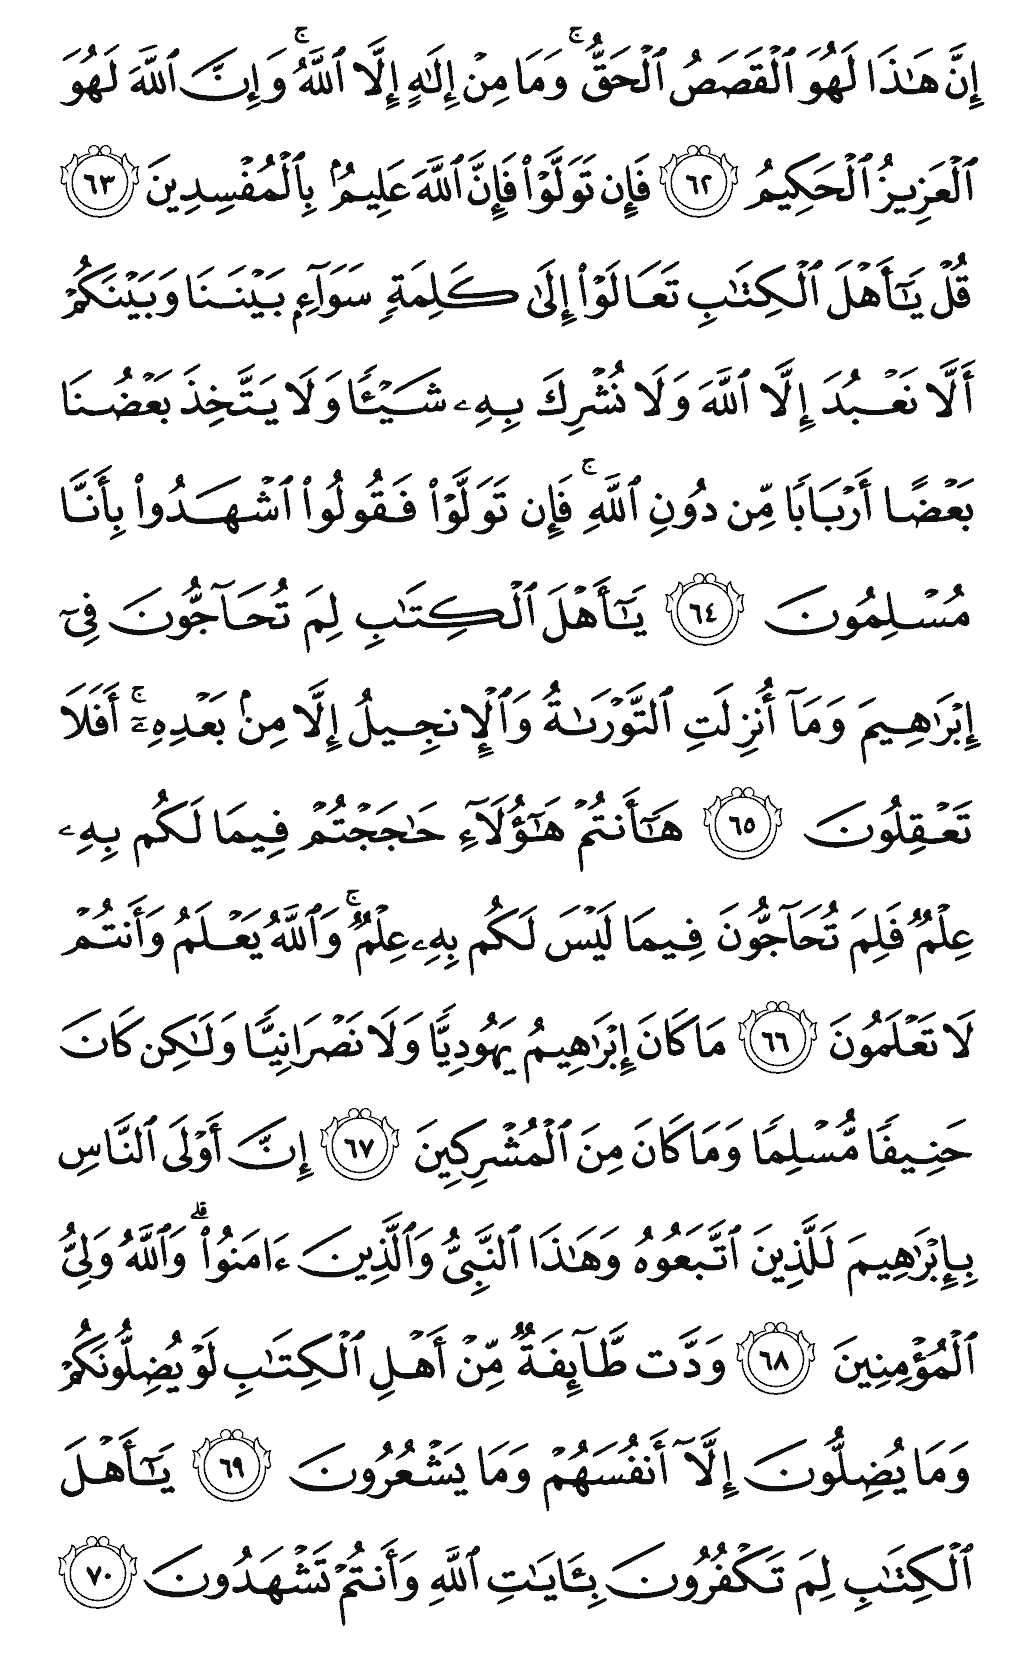 إِنَّ هَٰذَا لَهُوَ ٱلْقَصَصُ ٱلْحَقُّ ۚ وَمَا مِنْ إِلَٰهٍ إِلَّا ٱللَّهُ ۚ وَإِنَّ ٱللَّهَ لَهُوَ
ٱلْعَزِيزُ ٱلْحَكِيمُ ٦٢ فَإِن تَوَلَّوْا۟ فَإِنَّ ٱللَّهَ عَلِيمٌۢ بِٱلْمُفْسِدِينَ ٦٣
قُلْ يَٰٓأَهْلَ ٱلْكِتَٰبِ تَعَالَوْا۟ إِلَىٰ كَلِمَةٍ سَوَآءٍۭ بَيْنَنَا وَبَيْنَكُمْ
أَلَّا نَعْبُدَ إِلَّا ٱللَّهَ وَلَا نُشْرِكَ بِهِۦ شَيْـًٔا وَلَا يَتَّخِذَ بَعْضُنَا
بَعْضًا أَرْبَابًا مِّن دُونِ ٱللَّهِ ۚ فَإِن تَوَلَّوْا۟ فَقُولُوا۟ ٱشْهَدُوا۟ بِأَنَّا
مُسْلِمُونَ ٦٤ يَٰٓأَهْلَ ٱلْكِتَٰبِ لِمَ تُحَآجُّونَ فِىٓ
إِبْرَٰهِيمَ وَمَآ أُنزِلَتِ ٱلتَّوْرَىٰةُ وَٱلْإِنجِيلُ إِلَّا مِنۢ بَعْدِهِۦٓ ۚ أَفَلَا
تَعْقِلُونَ ٦٥ هَٰٓأَنتُمْ هَٰٓؤُلَآءِ حَٰجَجْتُمْ فِيمَا لَكُم بِهِۦ
عِلْمٌ فَلِمَ تُحَآجُّونَ فِيمَا لَيْسَ لَكُم بِهِۦ عِلْمٌ ۚ وَٱللَّهُ يَعْلَمُ وَأَنتُمْ
لَا تَعْلَمُونَ ٦٦ مَا كَانَ إِبْرَٰهِيمُ يَهُودِيًّا وَلَا نَصْرَانِيًّا وَلَٰكِن كَانَ
حَنِيفًا مُّسْلِمًا وَمَا كَانَ مِنَ ٱلْمُشْرِكِينَ ٦٧ إِنَّ أَوْلَى ٱلنَّاسِ
بِإِبْرَٰهِيمَ لَلَّذِينَ ٱتَّبَعُوهُ وَهَٰذَا ٱلنَّبِىُّ وَٱلَّذِينَ ءَامَنُوا۟ ۗ وَٱللَّهُ وَلِىُّ
ٱلْمُؤْمِنِينَ ٦٨ وَدَّت طَّآئِفَةٌ مِّنْ أَهْلِ ٱلْكِتَٰبِ لَوْ يُضِلُّونَكُمْ
وَمَا يُضِلُّونَ إِلَّآ أَنفُسَهُمْ وَمَا يَشْعُرُونَ ٦٩ يَٰٓأَهْلَ
ٱلْكِتَٰبِ لِمَ تَكْفُرُونَ بِـَٔايَٰتِ ٱللَّهِ وَأَنتُمْ تَشْهَدُونَ ٧٠